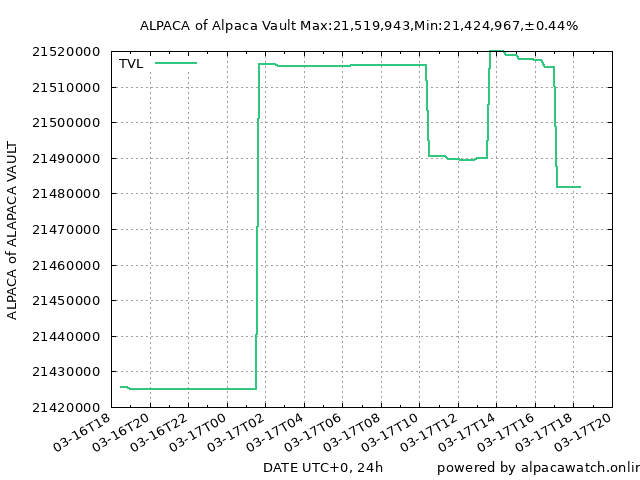 ALPACA of Alpaca Vault Max:21,519,943,Min:21,424,967,±0.44%
TVL
21520000
21510000
21500000
21490000
21480000
21470000
21460000
21450000
21440000
21430000
21420000
ALPACA of ALAPACA VAULT
03-16T18
03-16T20
03-16T22
03-17T00
03-17T02
03-17T04
03-17T06
03-17T08
03-17T10
03-17T12
03-17T14
03-17T16
03-17T18
03-17T20
DATE UTC+0, 24h
powered by alpacawatch.onlin